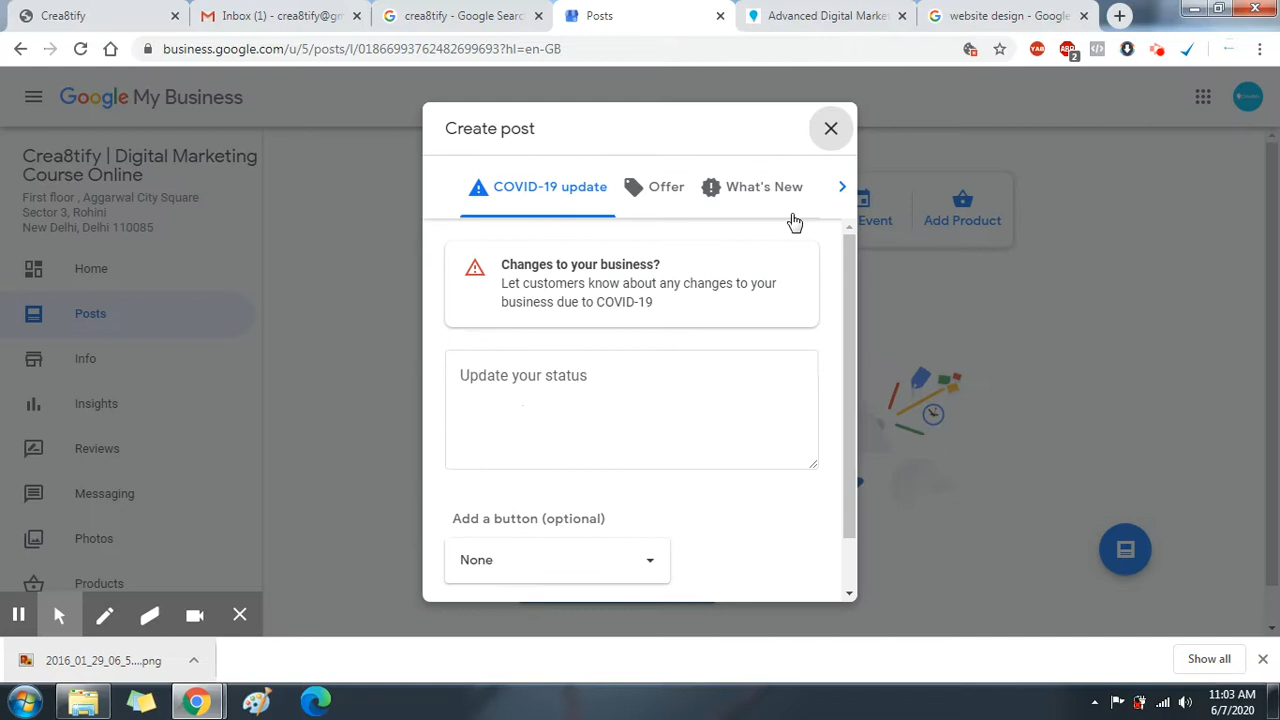 Crea8tify
Inbox (1) - crea8tify@gm
crea8tify - Google Searc
Posts
Advanced Digital Marke
website design - Google
business.google.com/u/5/posts/l/01866993762482699693?hl=en-GB
YAB
ABP
2
Google My Business
Crea8tify | Digital Marketing
Course Online
First floor , Aggarwal City Square
Sector 3, Rohini
New Delhi, Delhi 110085
Home
Posts
Info
Insights
Reviews
Messaging
Photos
Products
Create post
COVID-19 update
Offer
What's New
Event
Add Product
Changes to your business?
Let customers know about any changes to your
business due to COVID-19
Update your status
Add a button (optional)
None
2016_01_29_06_5....png
Show all
11:03 AM
6/7/2020